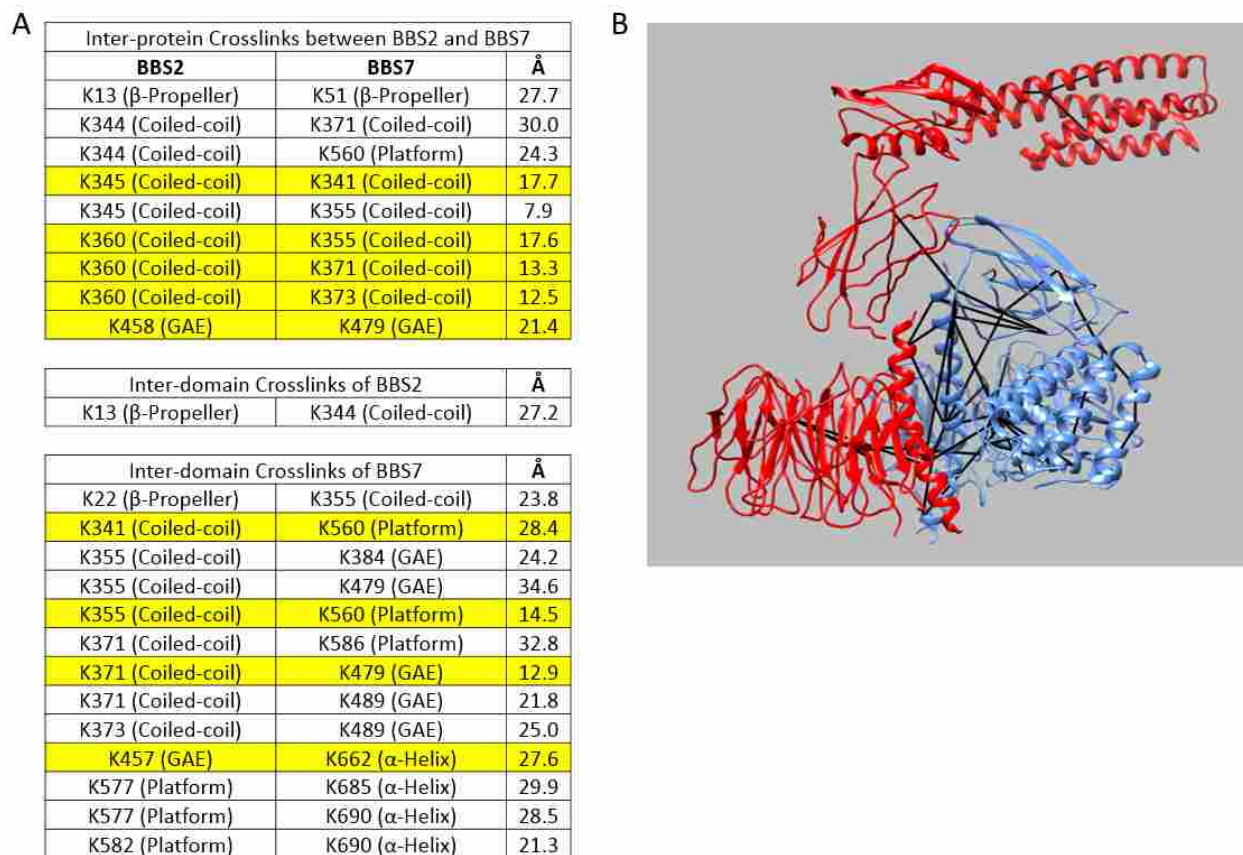 A
B
Inter-protein Crosslinks between BBS2 and BBS7
BBS2 BBS7 Å
K13 (β-Propeller) K51 (β-Propeller) 27.7
K344 (Coiled-coil) K371 (Coiled-coil) 30.0
K344 (Coiled-coil) K560 (Platform) 24.3
K345 (Coiled-coil) K341 (Coiled-coil) 17.7
K345 (Coiled-coil) K355 (Coiled-coil) 7.9
K360 (Coiled-coil) K355 (Coiled-coil) 17.6
K360 (Coiled-coil) K371 (Coiled-coil) 13.3
K360 (Coiled-coil) K373 (Coiled-coil) 12.5
K458 (GAE) K479 (GAE) 21.4
Inter-domain Crosslinks of BBS2 Å
K13 (β-Propeller) K344 (Coiled-coil) 27.2
Inter-domain Crosslinks of BBS7 Å
K22 (β-Propeller) K355 (Coiled-coil) 23.8
K341 (Coiled-coil) K560 (Platform) 28.4
K355 (Coiled-coil) K384 (GAE) 24.2
K355 (Coiled-coil) K479 (GAE) 34.6
K355 (Coiled-coil) K560 (Platform) 14.5
K371 (Coiled-coil) K586 (Platform) 32.8
K371 (Coiled-coil) K479 (GAE) 12.9
K371 (Coiled-coil) K489 (GAE) 21.8
K373 (Coiled-coil) K489 (GAE) 25.0
K457 (GAE) K662 (α-Helix) 27.6
K577 (Platform) K685 (α-Helix) 29.9
K577 (Platform) K690 (α-Helix) 28.5
K582 (Platform) K690 (α-Helix) 21.3